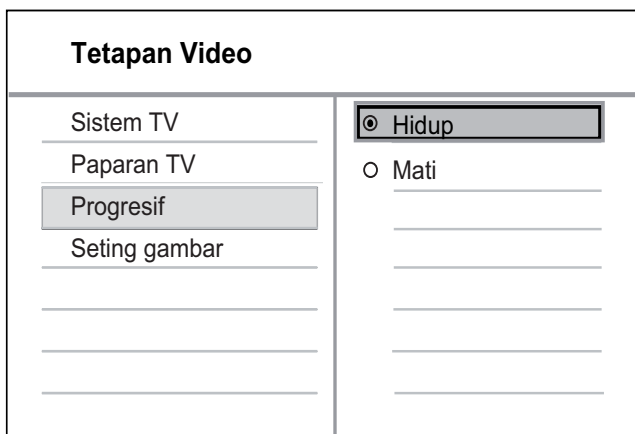 Tetapan Video
Sistem TV
Paparan TV
Progresif
Seting gambar
Hidup
Mati